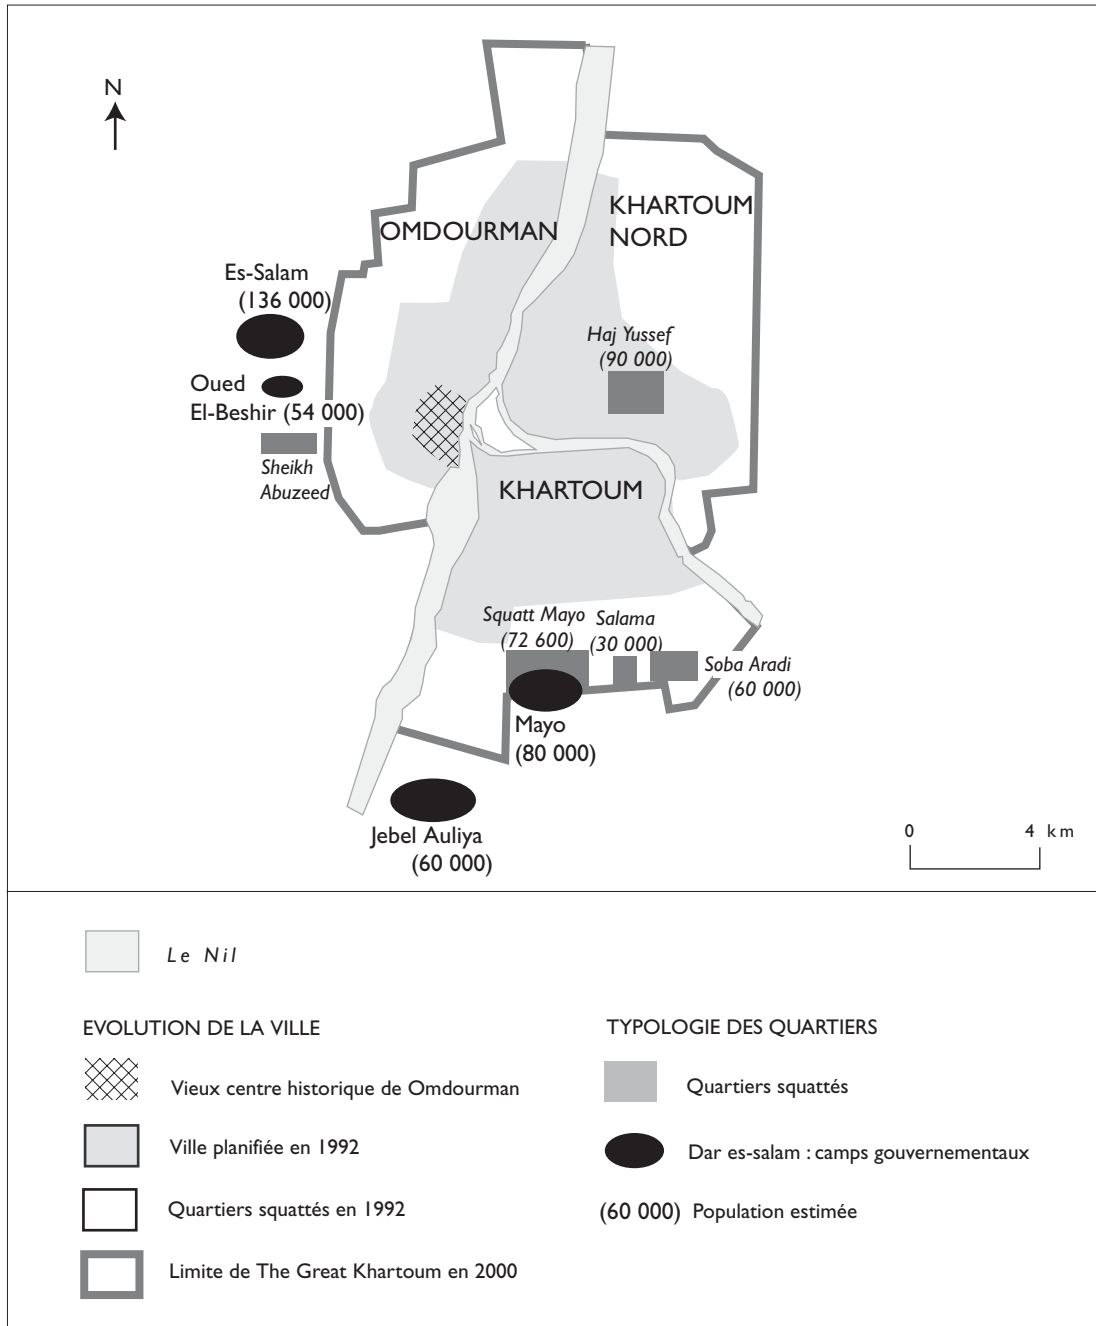 N
OMDOURMAN
KHARTOUM
NORD
Es-Salam
(136 000)
Haj Yussef
(90 000)
Oued
El-Beshir (54 000)
Sheikh
Abuzeed
KHARTOUM
Squatt Mayo
(72 600)
Salama
(30 000)
Soba Aradi
(60 000)
Mayo
(80 000)
Jebel Auliya
(60 000)
0 4 km
Le Nil
EVOLUTION DE LA VILLE
Vieux centre historique de Omdourman
Ville planifiée en 1992
Quartiers squattés en 1992
Limite de The Great Khartoum en 2000
TYPOLOGIE DES QUARTIERS
Quartiers squattés
Dar es-salam : camps gouvernementaux
(60 000) Population estimée